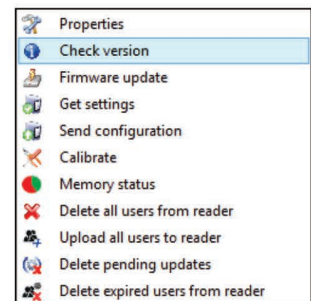 Properties
Check version
Firmware update
Get settings
Send configuration
Calibrate
Memory status
Delete all users from reader
Upload all users to reader
Delete pending updates
Delete expired users from reader